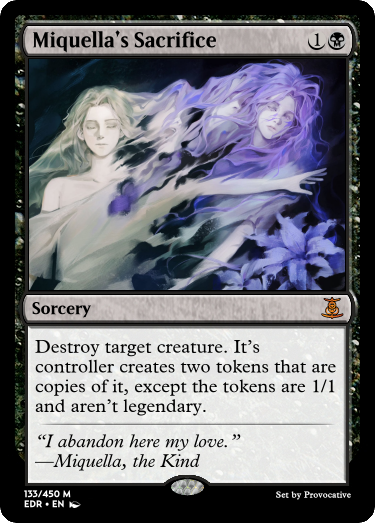 Miquella's Sacrifice 1
Sorcery
Destroy target creature. It's
controller creates two tokens that are
copies of it, except the tokens are 1/1
and aren't legendary.
“I abandon here my love.”
—Miquella, the Kind
133/450 M
EDR • EN
Set by Provocative